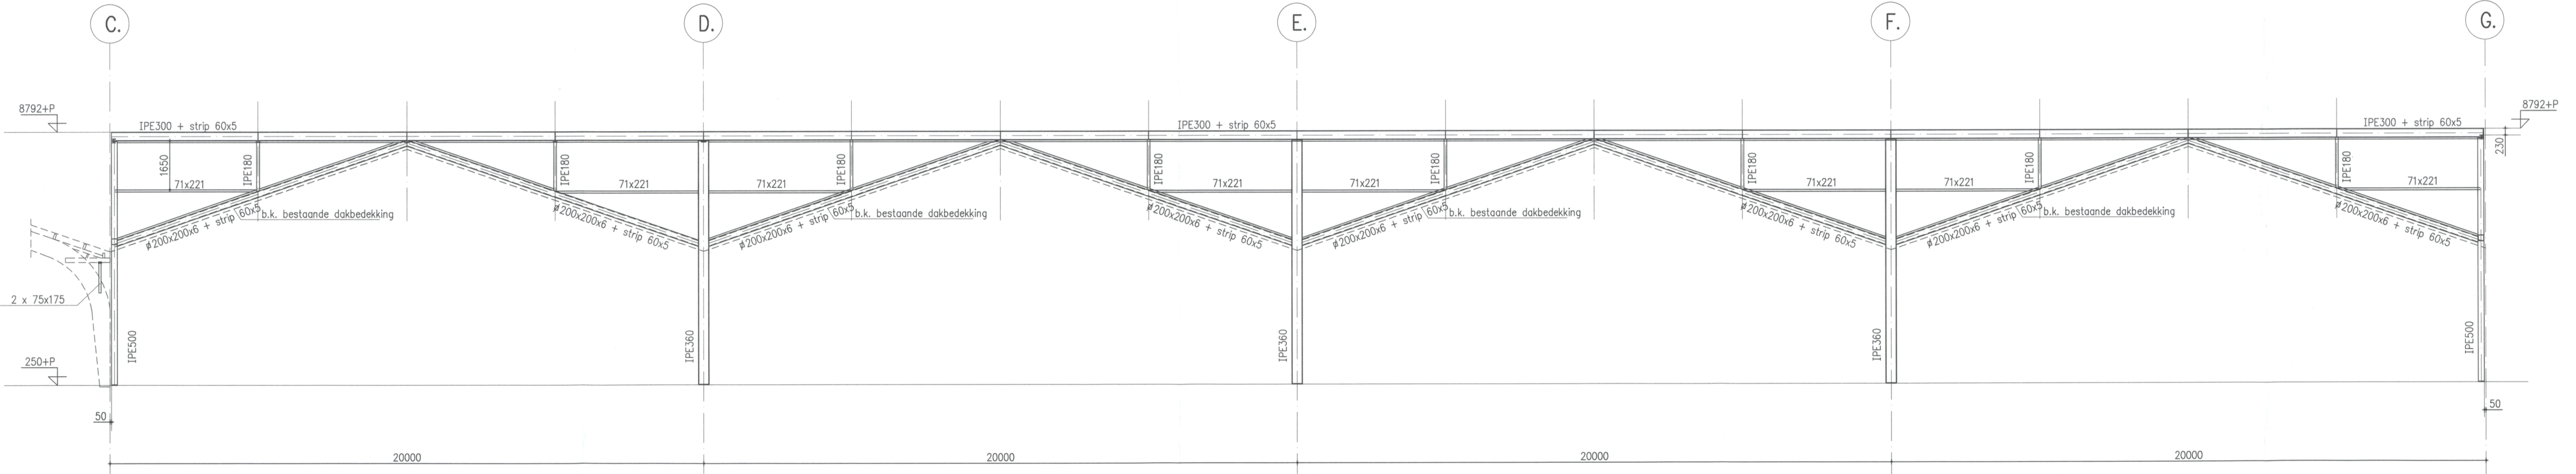 C. D. E. F. G.
8792+P 8792+P
IPE300 + strip 60x5 IPE300 + strip 60x5 IPE300 + strip 60x5
230
1650 IPE180 IPE180 IPE180 IPE180 IPE180 IPE180 IPE180 IPE180
71x221 71x221 71x221 71x221 71x221 71x221 71x221 71x221
b.k. bestaande dakbedekking b.k. bestaande dakbedekking b.k. bestaande dakbedekking b.k. bestaande dakbedekking
ø200x200x6 + strip 60x5 ø200x200x6 + strip 60x5 ø200x200x6 + strip 60x5 ø200x200x6 + strip 60x5 ø200x200x6 + strip 60x5 ø200x200x6 + strip 60x5 ø200x200x6 + strip 60x5 ø200x200x6 + strip 60x5
2 x 75x175
IPE500 IPE360 IPE360 IPE360 IPE500
250+P
50 50
20000 20000 20000 20000